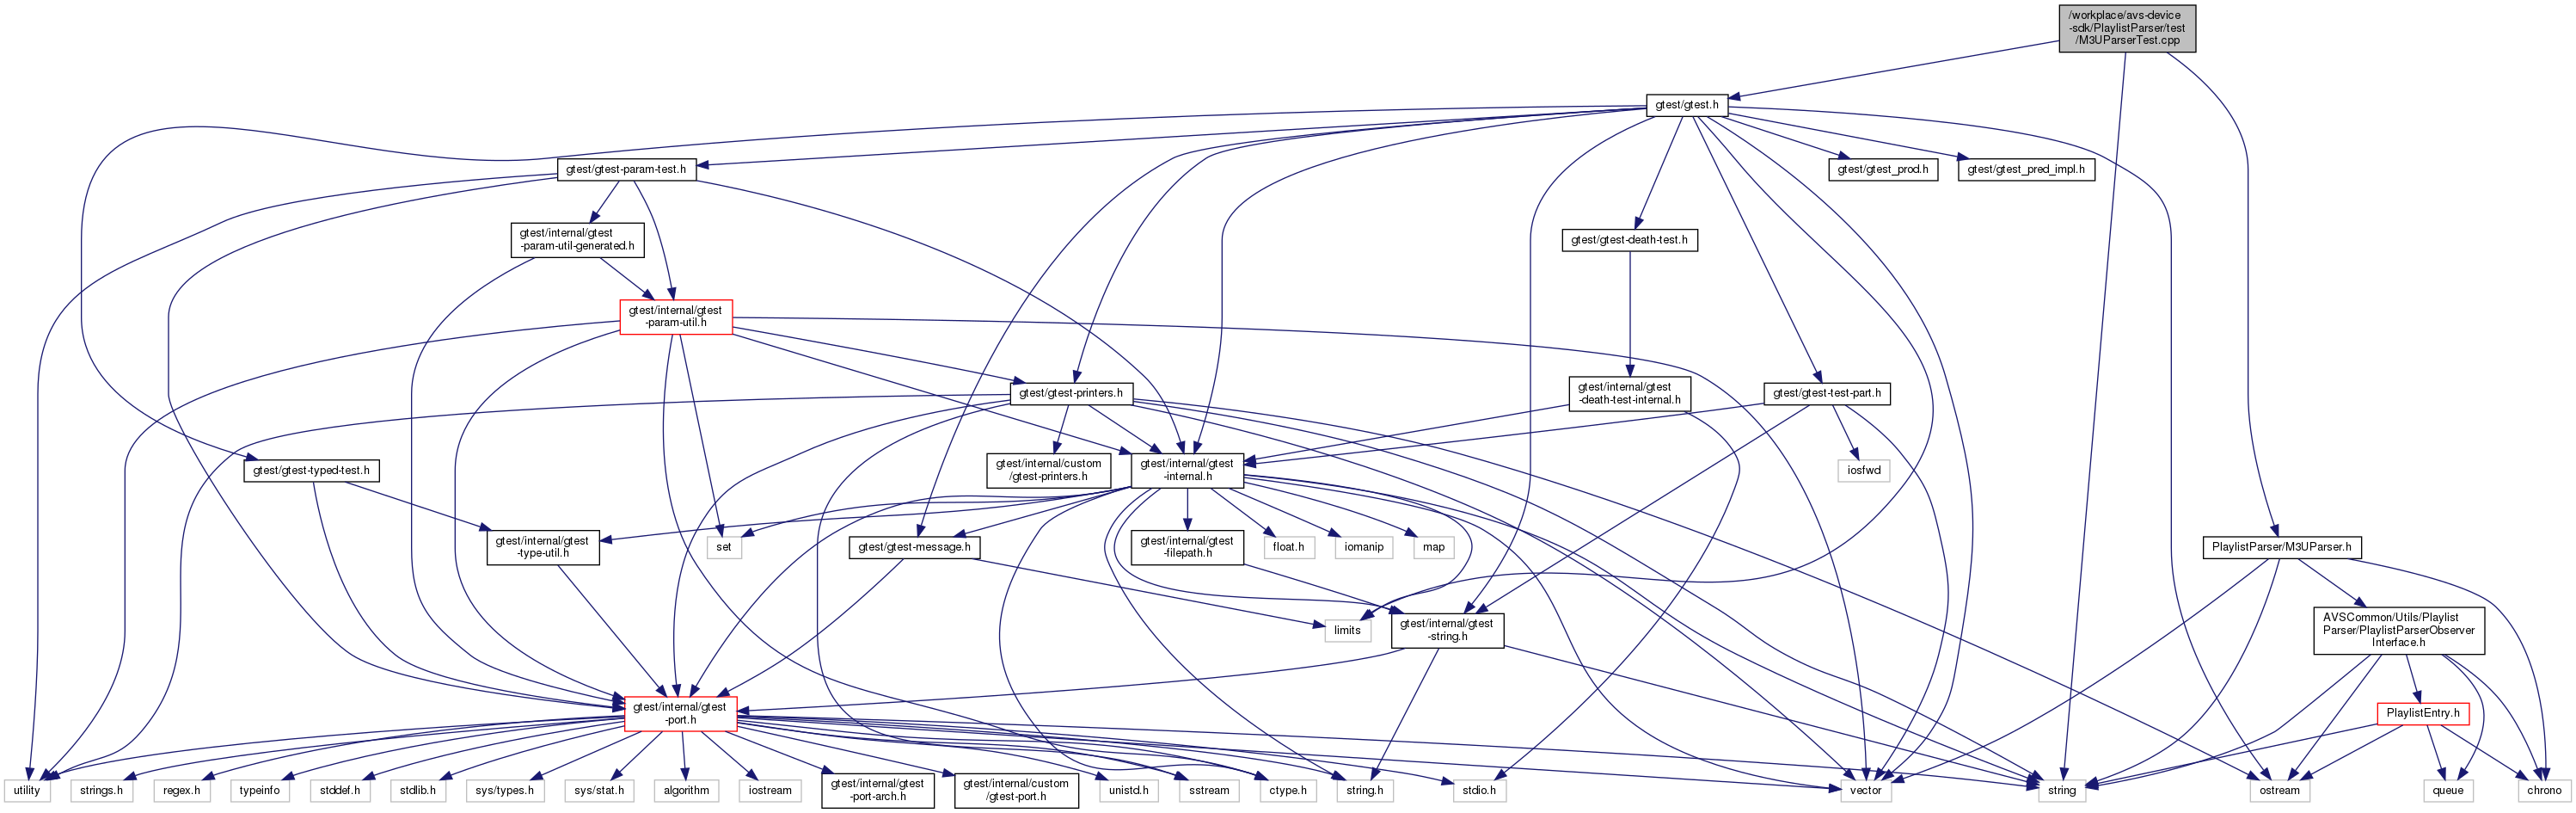 /workplace/avs-device
-sdk/PlaylistParser/test
/M3UParserTest.cpp
gtest/gtest.h
gtest/gtest-param-test.h
gtest/gtest_prod.h
gtest/gtest_pred_impl.h
gtest/internal/gtest
-param-util-generated.h
gtest/gtest-death-test.h
gtest/internal/gtest
-param-util.h
gtest/gtest-printers.h
gtest/internal/gtest
-death-test-internal.h
gtest/gtest-test-part.h
gtest/gtest-typed-test.h
gtest/internal/custom
/gtest-printers.h
gtest/internal/gtest
-internal.h
iosfwd
gtest/internal/gtest
-type-util.h
set
gtest/gtest-message.h
gtest/internal/gtest
-filepath.h
float.h
iomanip
map
PlaylistParser/M3UParser.h
limits
gtest/internal/gtest
-string.h
AVSCommon/Utils/Playlist
Parser/PlaylistParserObserver
Interface.h
gtest/internal/gtest
-port.h
PlaylistEntry.h
utility
strings.h
regex.h
typeinfo
stddef.h
stdlib.h
sys/types.h
sys/stat.h
algorithm
iostream
gtest/internal/gtest
-port-arch.h
gtest/internal/custom
/gtest-port.h
unistd.h
sstream
ctype.h
string.h
stdio.h
vector
string
ostream
queue
chrono